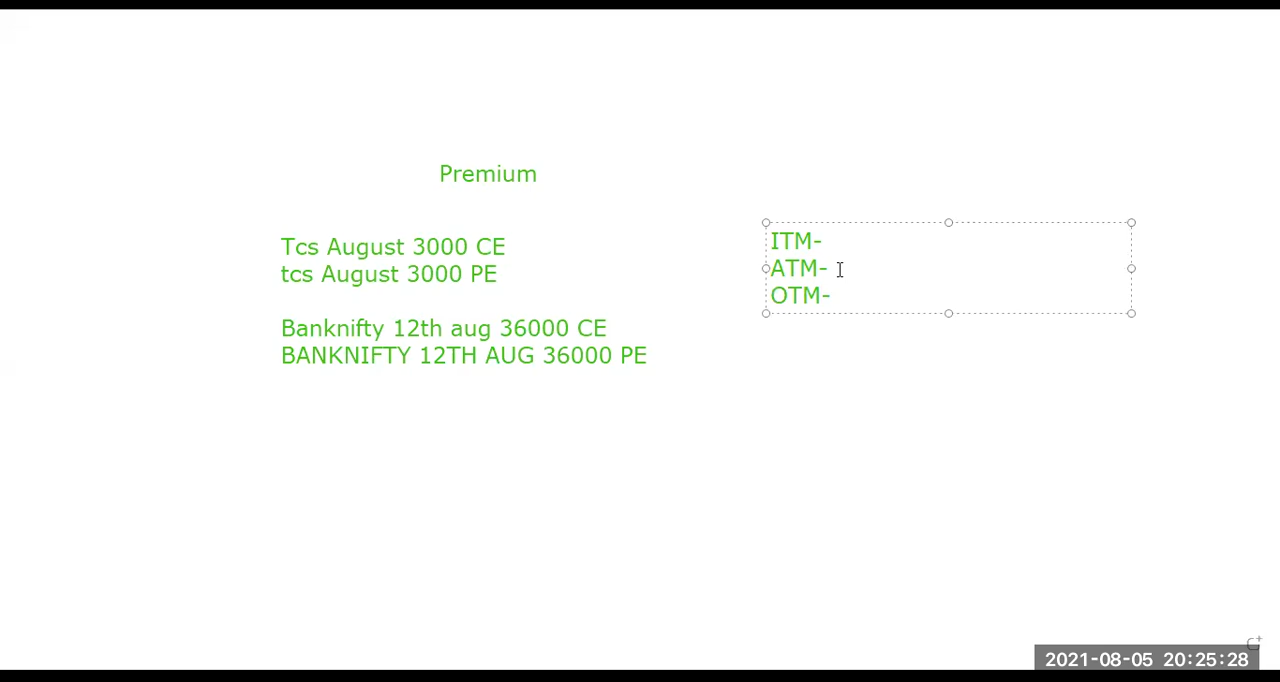 Premium
Tcs August 3000 CE
tcs August 3000 PE
Banknifty 12th aug 36000 CE
BANKNIFTY 12TH AUG 36000 PE
ITM-
ATM-
OTM-
2021-08-05 20:25:28